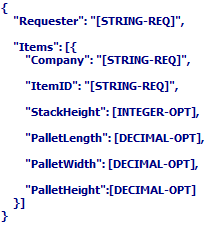 {
"Requester": "[STRING-REQ]",
"Items": [{
"Company": "[STRING-REQ]",
"ItemID": "[STRING-REQ]",
"StackHeight": [INTEGER-OPT],
"PalletLength": [DECIMAL-OPT],
"PalletWidth": [DECIMAL-OPT],
"PalletHeight":[DECIMAL-OPT]
}]
}